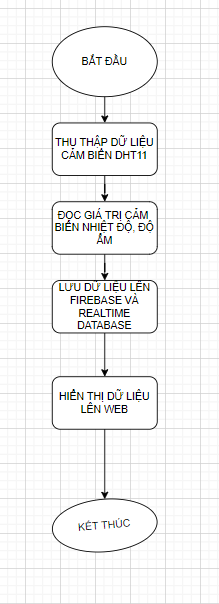 BẮT ĐẦU
THU THẬP DỮ LIỆU
CẢM BIẾN DHT11
ĐỌC GIÁ TRỊ CẢM
BIẾN NHIỆT ĐỘ, ĐỘ
ẨM
LƯU DỮ LIỆU LÊN
FIREBASE VÀ
REALTIME
DATABASE
HIỂN THỊ DỮ LIỆU
LÊN WEB
KẾT THÚC